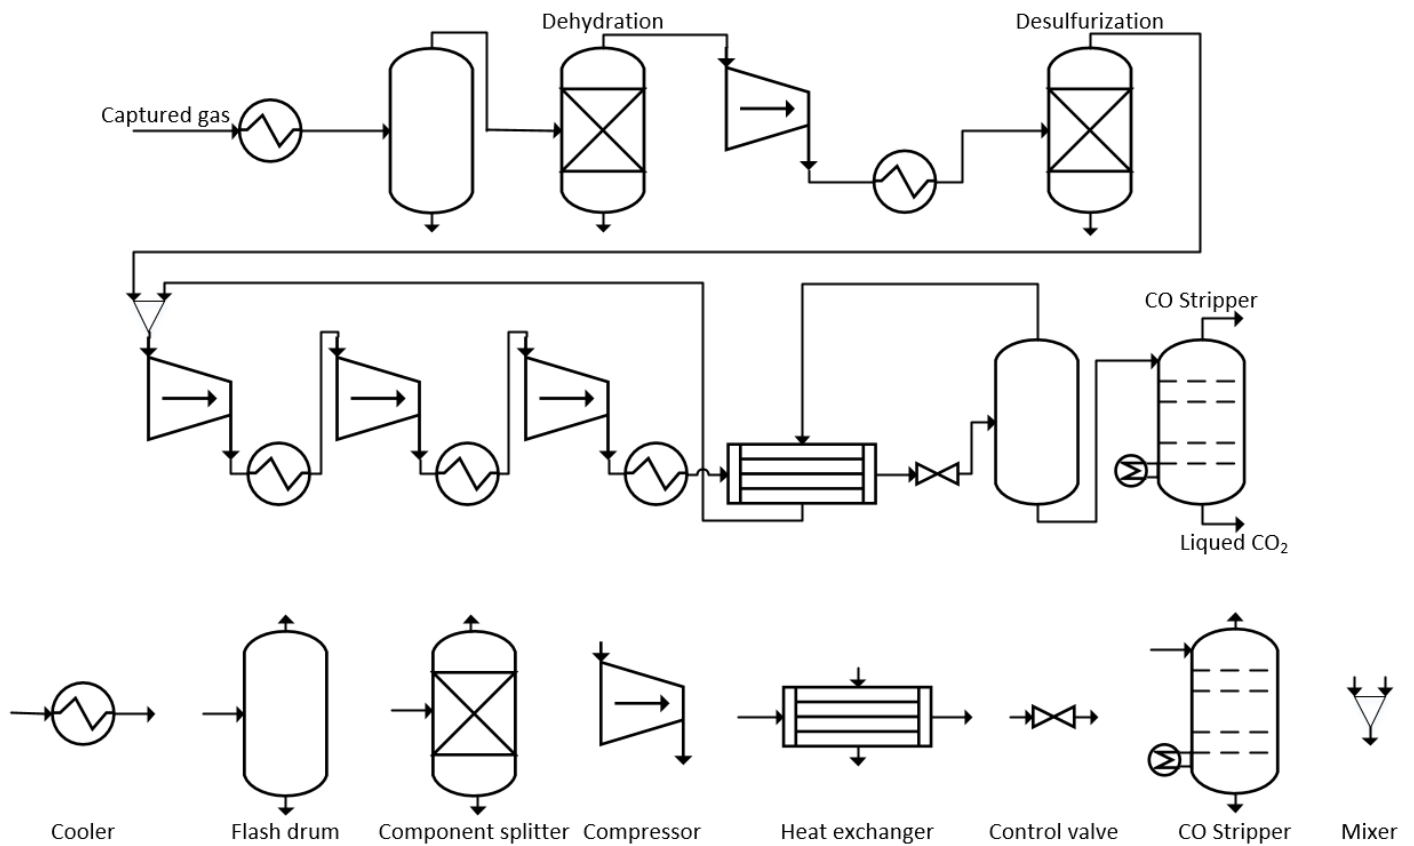 Dehydration
Desulfurization
Captured gas
CO Stripper
Liqued CO₂
Cooler
Flash drum
Component splitter
Compressor
Heat exchanger
Control valve
CO Stripper
Mixer